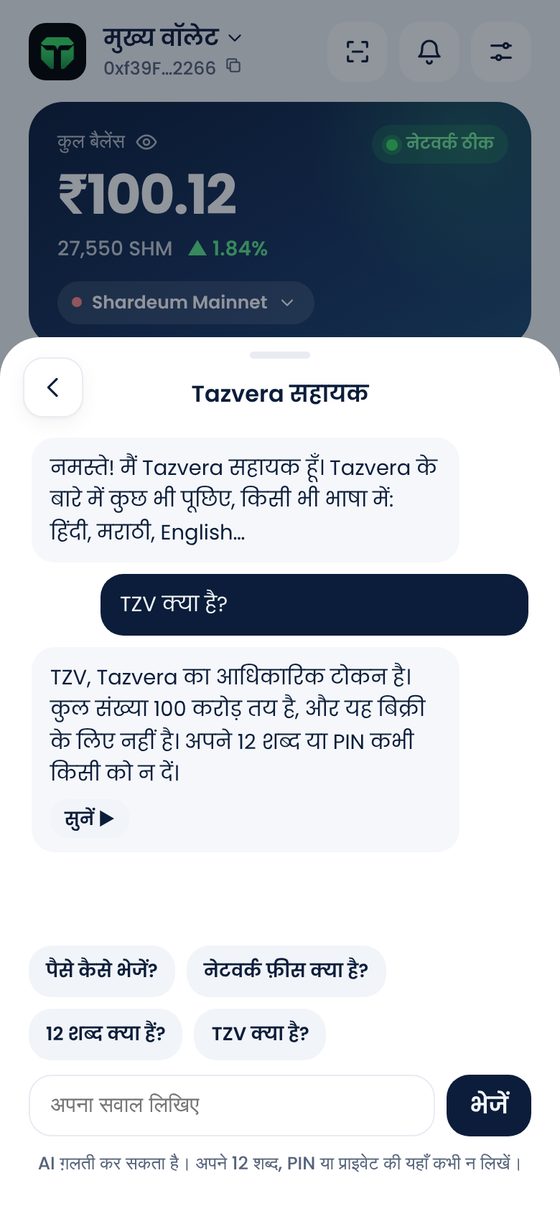 मुख्य वॉलेट
0xf39F…2266
कुल बैलेंस
नेटवर्क ठीक
₹100.12
27,550 SHM ▲ 1.84%
Shardeum Mainnet
Tazvera सहायक
नमस्ते! मैं Tazvera सहायक हूँ। Tazvera के
बारे में कुछ भी पूछिए, किसी भी भाषा में:
हिंदी, मराठी, English…
TZV क्या है?
TZV, Tazvera का आधिकारिक टोकन है।
कुल संख्या 100 करोड़ तय है, और यह बिक्री
के लिए नहीं है। अपने 12 शब्द या PIN कभी
किसी को न दें।
सुनें ▶
पैसे कैसे भेजें?
नेटवर्क फ़ीस क्या है?
12 शब्द क्या हैं?
TZV क्या है?
अपना सवाल लिखिए
भेजें
AI ग़लती कर सकता है। अपने 12 शब्द, PIN या प्राइवेट की यहाँ कभी न लिखें।